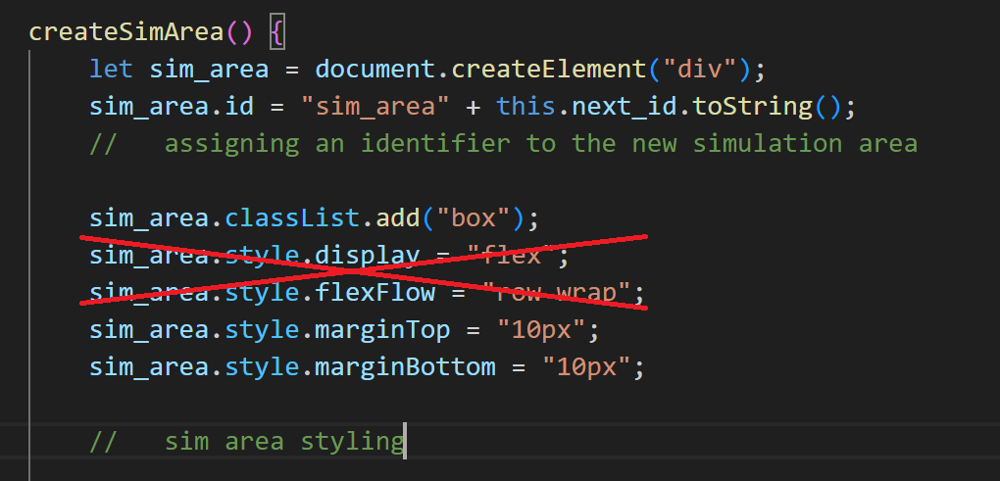 createSimArea() {
let sim_area = document.createElement("div");
sim_area.id = "sim_area" + this.next_id.toString();
//   assigning an identifier to the new simulation area
sim_area.classList.add("box");
sim_area.style.display = "flex";
sim_area.style.flexFlow = "row wrap";
sim_area.style.marginTop = "10px";
sim_area.style.marginBottom = "10px";
//   sim area styling